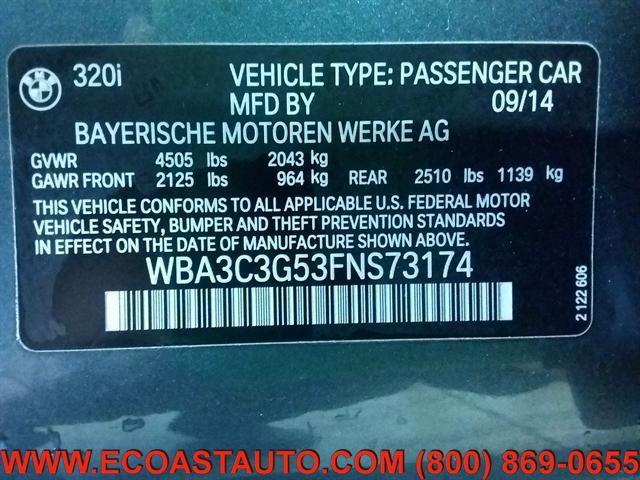 BMW
320i VEHICLE TYPE: PASSENGER CAR
MFD BY 09/14
BAYERISCHE MOTOREN WERKE AG
GVWR 4505 lbs 2043 kg
GAWR FRONT 2125 lbs 964 kg REAR 2510 lbs 1139 kg
THIS VEHICLE CONFORMS TO ALL APPLICABLE U.S. FEDERAL MOTOR
VEHICLE SAFETY, BUMPER AND THEFT PREVENTION STANDARDS
IN EFFECT ON THE DATE OF MANUFACTURE SHOWN ABOVE.
WBA3C3G53FNS73174
2 122 606
WWW.ECOASTAUTO.COM (800) 869-0655